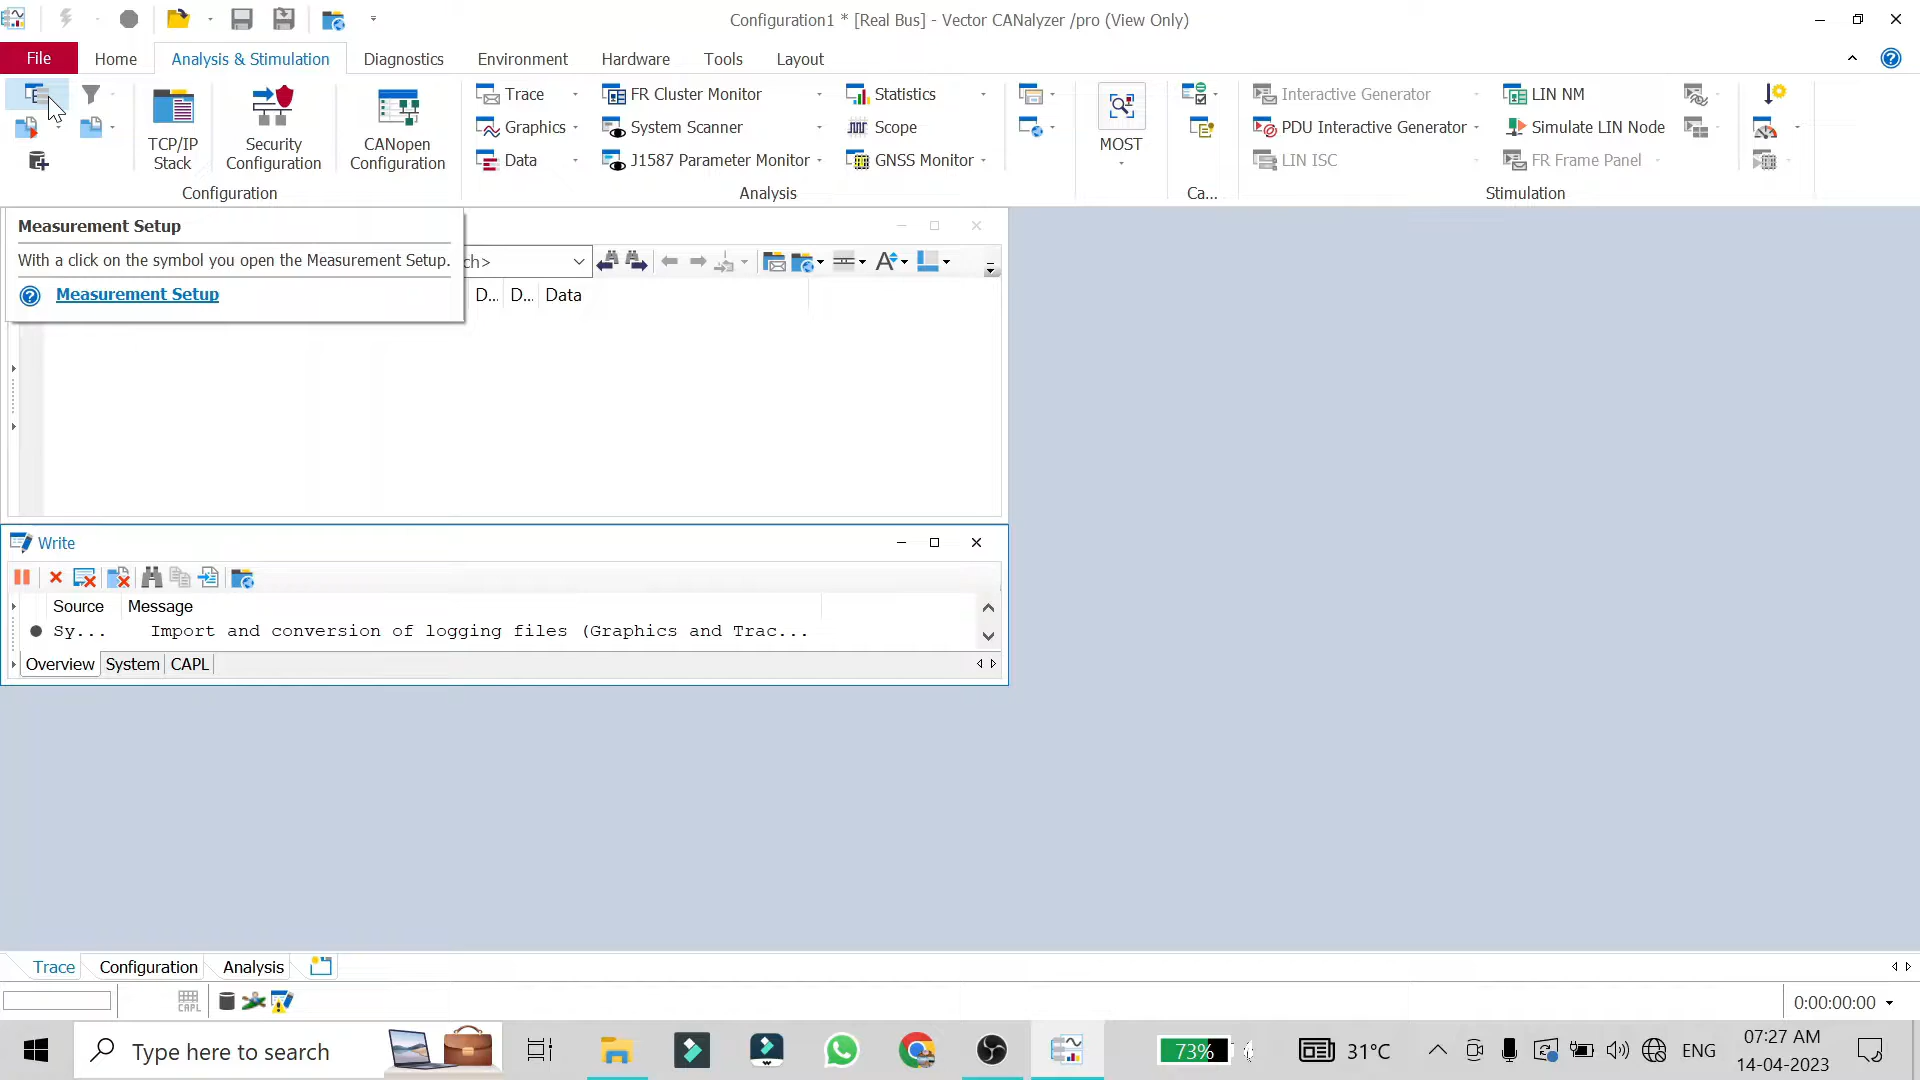 Configuration1 * [Real Bus] - Vector CANalyzer /pro (View Only)
File Home Analysis & Stimulation Diagnostics Environment Hardware Tools Layout
TCP/IP Stack
Security Configuration
CANopen Configuration
Configuration
Trace
Graphics
Data
FR Cluster Monitor
System Scanner
J1587 Parameter Monitor
Statistics
Scope
GNSS Monitor
Analysis
MOST
Ca...
Interactive Generator
PDU Interactive Generator
LIN ISC
LIN NM
Simulate LIN Node
FR Frame Panel
Stimulation
Measurement Setup
With a click on the symbol you open the Measurement Setup.
Measurement Setup
ch>
D... D... Data
Write
Source Message
Sy... Import and conversion of logging files (Graphics and Trac...
Overview System CAPL
Trace Configuration Analysis
CAPL
0:00:00:00
Type here to search
73%
31°C
ENG
07:27 AM
14-04-2023